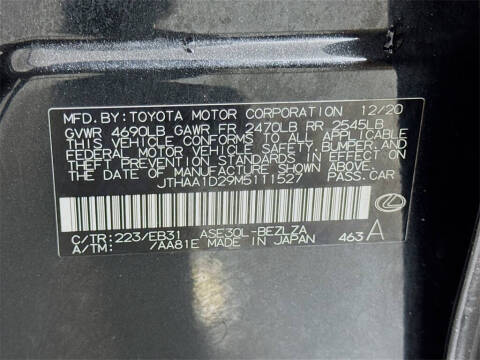 MFD. BY: TOYOTA MOTOR CORPORATION 12/20
GVWR 4690LB GAWR FR 2470LB RR 2545LB
THIS VEHICLE CONFORMS TO ALL APPLICABLE
FEDERAL MOTOR VEHICLE SAFETY, BUMPER, AND
THEFT PREVENTION STANDARDS IN EFFECT ON
THE DATE OF MANUFACTURE SHOWN ABOVE.
JTHAA1D29M5111527 PASS.CAR
C/TR: 223/EB31 ASE30L-BEZLZA
A/TM: /AA81E MADE IN JAPAN 463 A